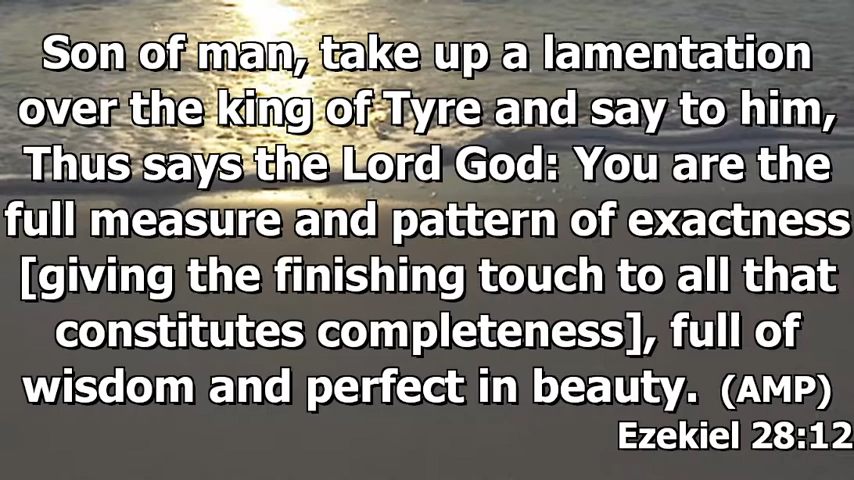 Son of man, take up a lamentation
over the king of Tyre and say to him,
Thus says the Lord God: You are the
full measure and pattern of exactness
[giving the finishing touch to all that
constitutes completeness], full of
wisdom and perfect in beauty. (AMP)
Ezekiel 28:12